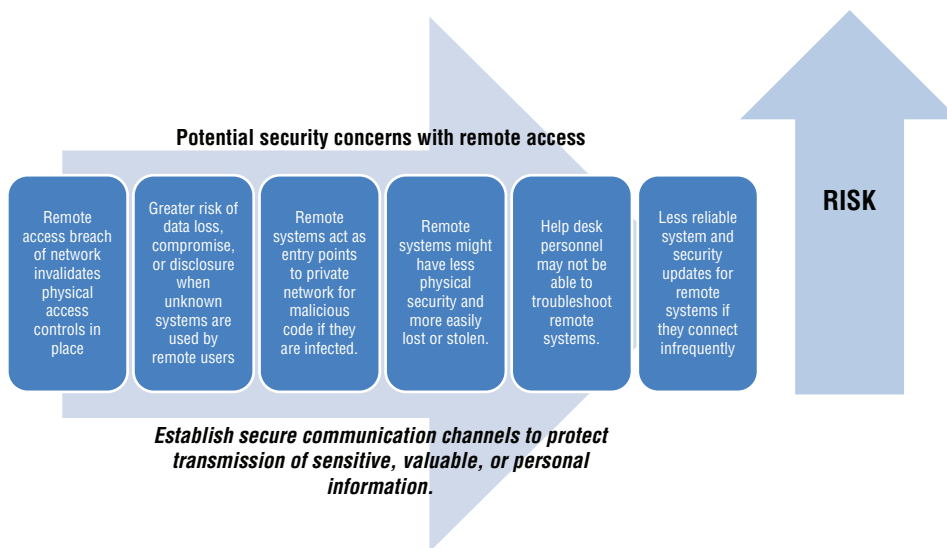 Potential security concerns with remote access
Remote
access breach
of network
invalidates
physical
access
controls in
place
Greater risk of
data loss,
compromise,
or disclosure
when
unknown
systems are
used by
remote users
Remote
systems act as
entry points
to private
network for
malicious
code if they
are infected.
Remote
systems might
have less
physical
security and
more easily
lost or stolen.
Help desk
personnel
may not be
able to
troubleshoot
remote
systems.
Less reliable
system and
security
updates for
remote
systems if
they connect
infrequently
RISK
Establish secure communication channels to protect
transmission of sensitive, valuable, or personal
information.